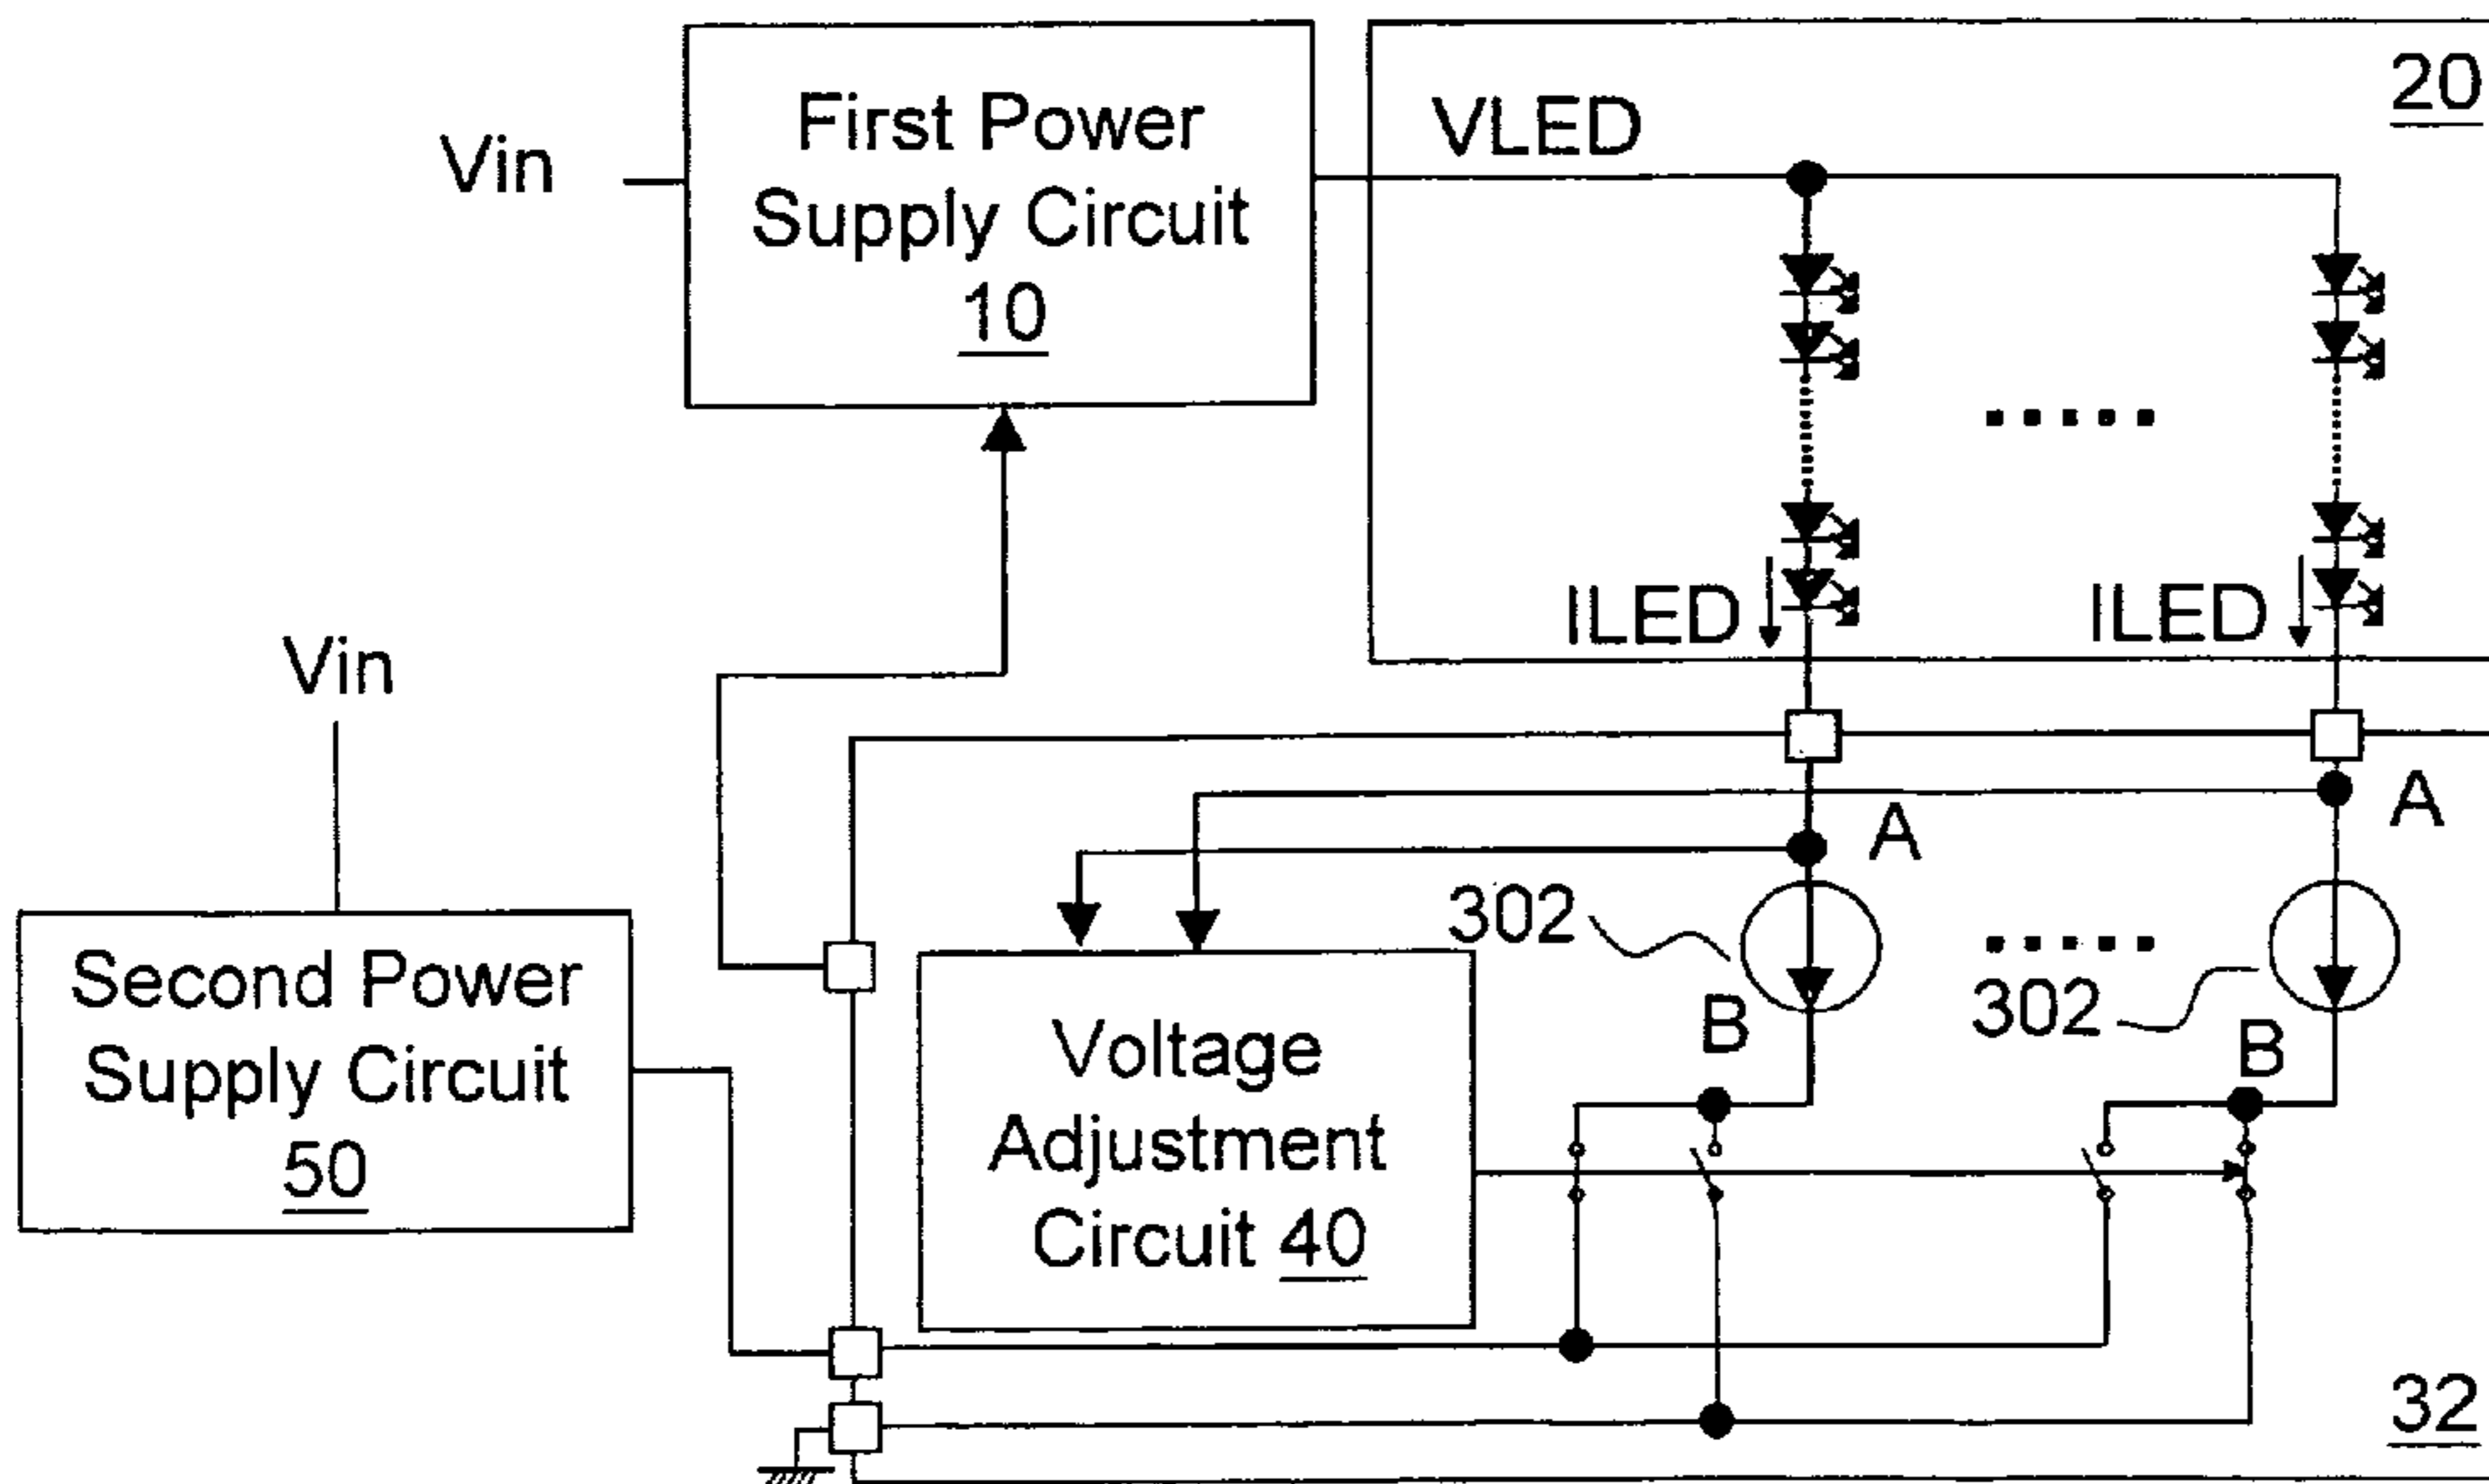 First Power
Supply Circuit
10
Vin
VLED
20
ILED
ILED
Vin
A
A
302
302
B
B
Second Power
Supply Circuit
50
Voltage
Adjustment
Circuit 40
32